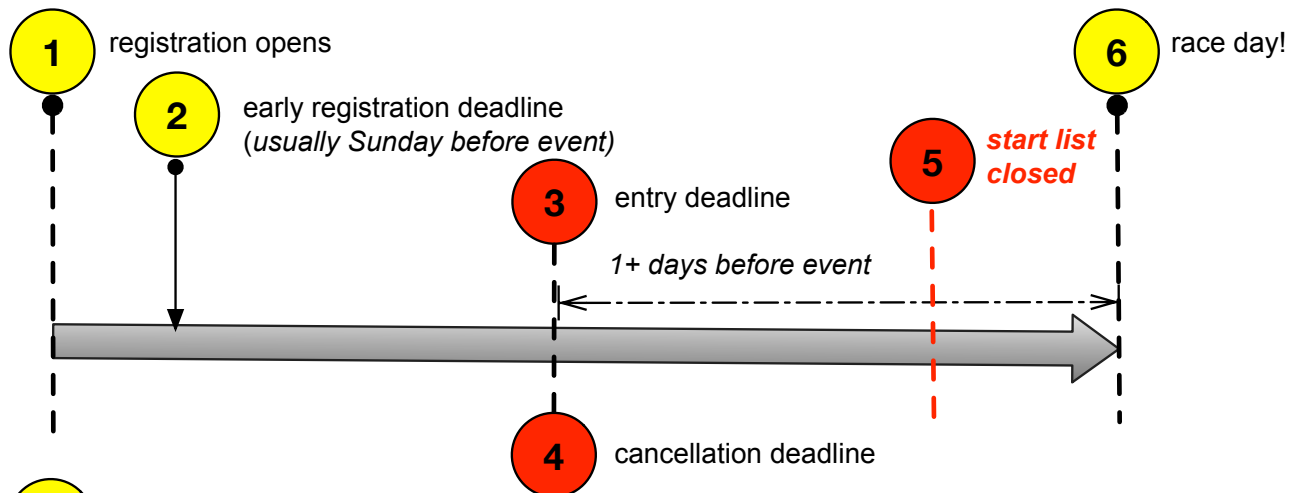 1
registration opens
6
race day!
2
early registration deadline
(usually Sunday before event)
5
start list
closed
3
entry deadline
1+ days before event
4
cancellation deadline